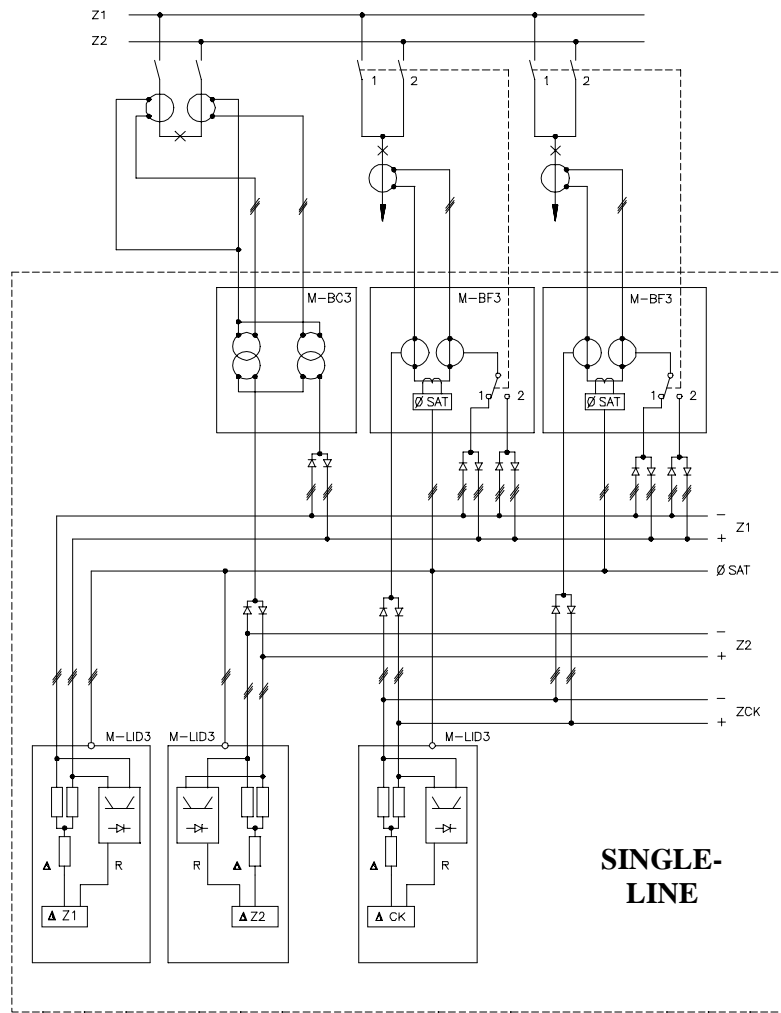 Z1
Z2
1 2 1 2
M-BC3 M-BF3 M-BF3
Ø SAT 1 2 Ø SAT 1 2
−
Z1
+
Ø SAT
−
Z2
+
−
ZCK
+
M-LID3 M-LID3 M-LID3
Δ R R Δ Δ R
Δ Z1 Δ Z2 Δ CK
SINGLE-
LINE